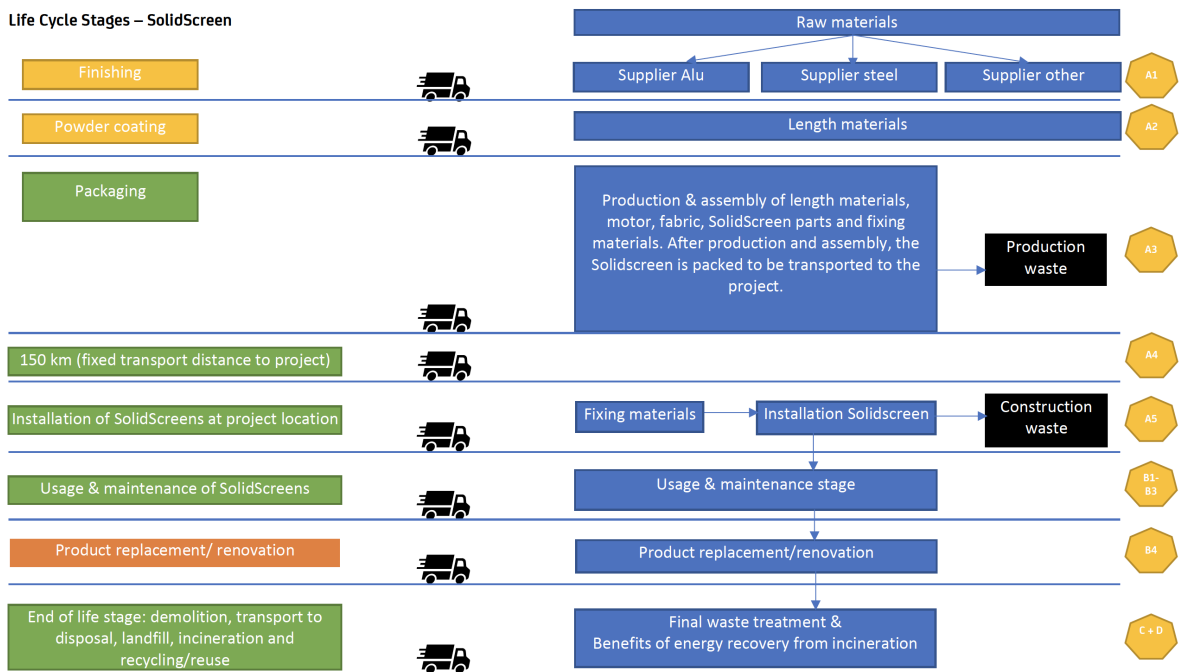 Life Cycle Stages – SolidScreen
Raw materials
Finishing
Supplier Alu
Supplier steel
Supplier other
A1
Powder coating
Length materials
A2
Packaging
Production & assembly of length materials,
motor, fabric, SolidScreen parts and fixing
materials. After production and assembly, the
Solidscreen is packed to be transported to the
project.
Production
waste
A3
150 km (fixed transport distance to project)
A4
Installation of SolidScreens at project location
Fixing materials
Installation Solidscreen
Construction
waste
A5
Usage & maintenance of SolidScreens
Usage & maintenance stage
B1-
B3
Product replacement/ renovation
Product replacement/renovation
B4
End of life stage: demolition, transport to
disposal, landfill, incineration and
recycling/reuse
Final waste treatment &
Benefits of energy recovery from incineration
C + D